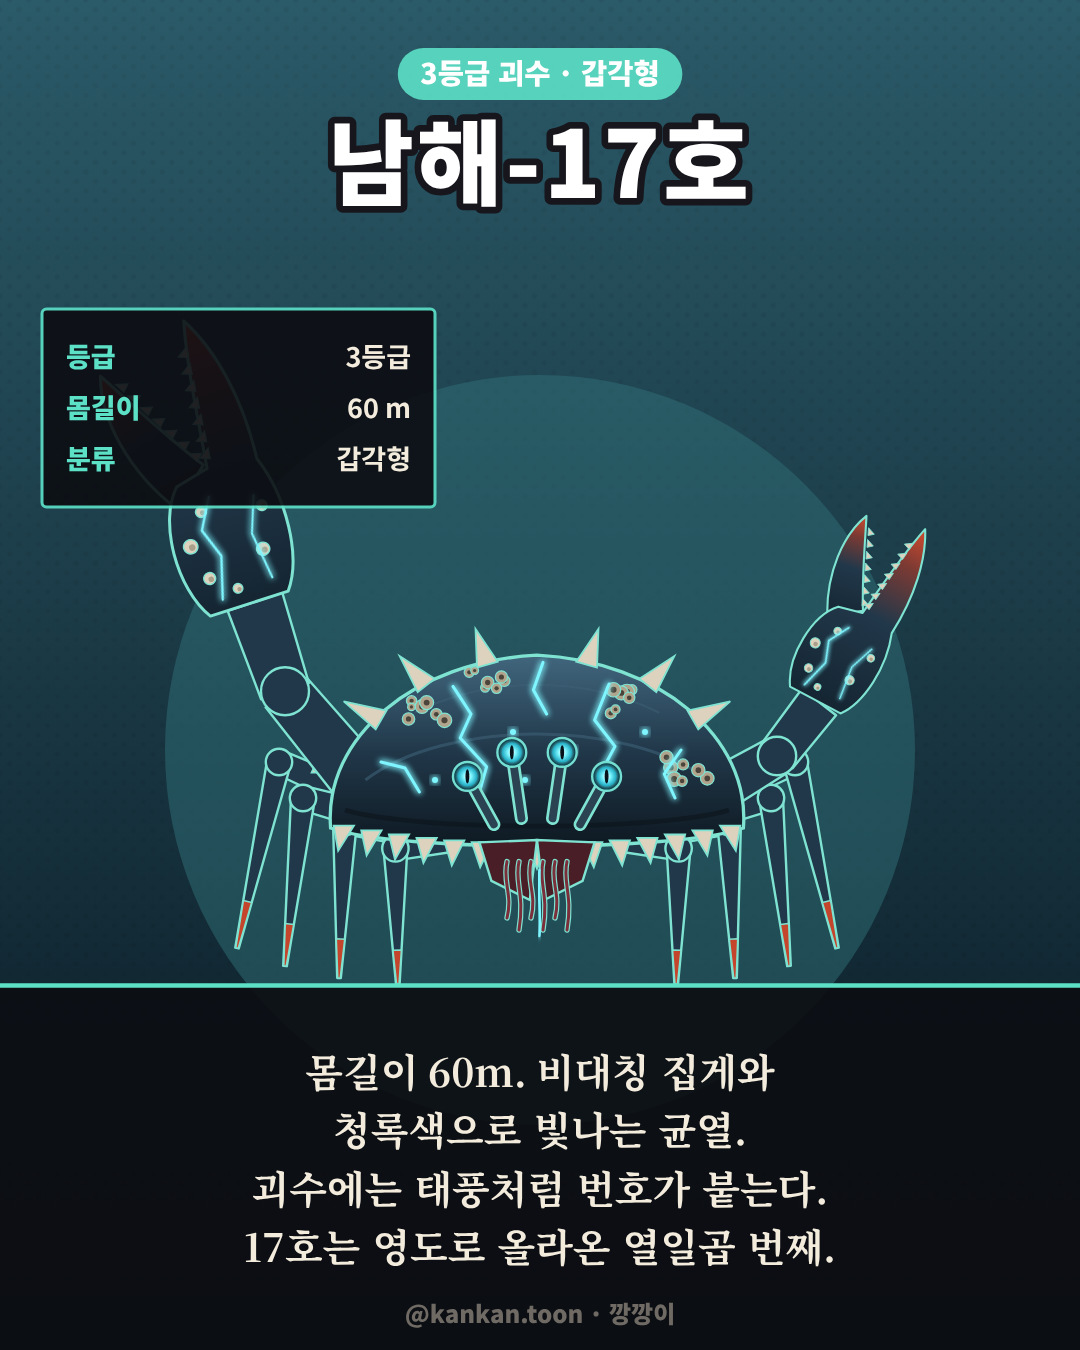 3등급 괴수 · 갑각형
남해-17호
등급 3등급
몸길이 60 m
분류 갑각형
몸길이 60m. 비대칭 집게와
청록색으로 빛나는 균열.
괴수에는 태풍처럼 번호가 붙는다.
17호는 영도로 올라온 열일곱 번째.
@kankan.toon · 깡깡이